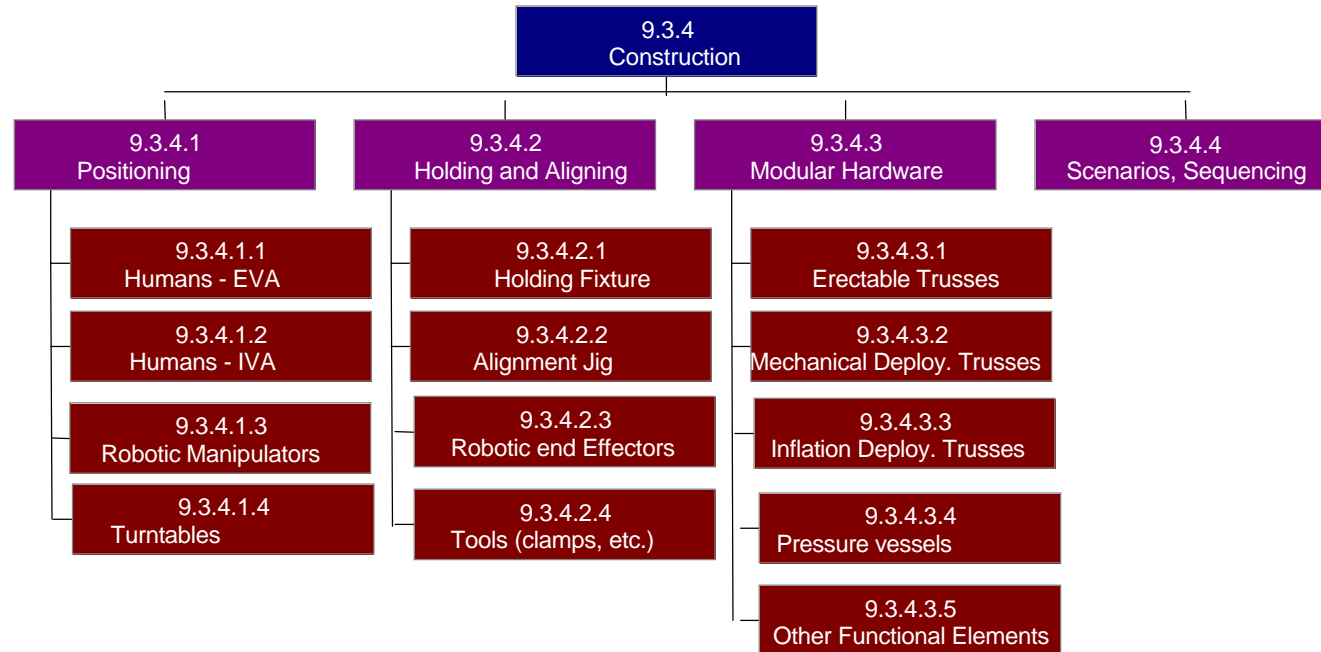 9.3.4
Construction
9.3.4.1
Positioning
9.3.4.2
Holding and Aligning
9.3.4.3
Modular Hardware
9.3.4.4
Scenarios, Sequencing
9.3.4.1.1
Humans - EVA
9.3.4.1.2
Humans - IVA
9.3.4.1.3
Robotic Manipulators
9.3.4.1.4
Turntables
9.3.4.2.1
Holding Fixture
9.3.4.2.2
Alignment Jig
9.3.4.2.3
Robotic end Effectors
9.3.4.2.4
Tools (clamps, etc.)
9.3.4.3.1
Erectable Trusses
9.3.4.3.2
Mechanical Deploy. Trusses
9.3.4.3.3
Inflation Deploy. Trusses
9.3.4.3.4
Pressure vessels
9.3.4.3.5
Other Functional Elements